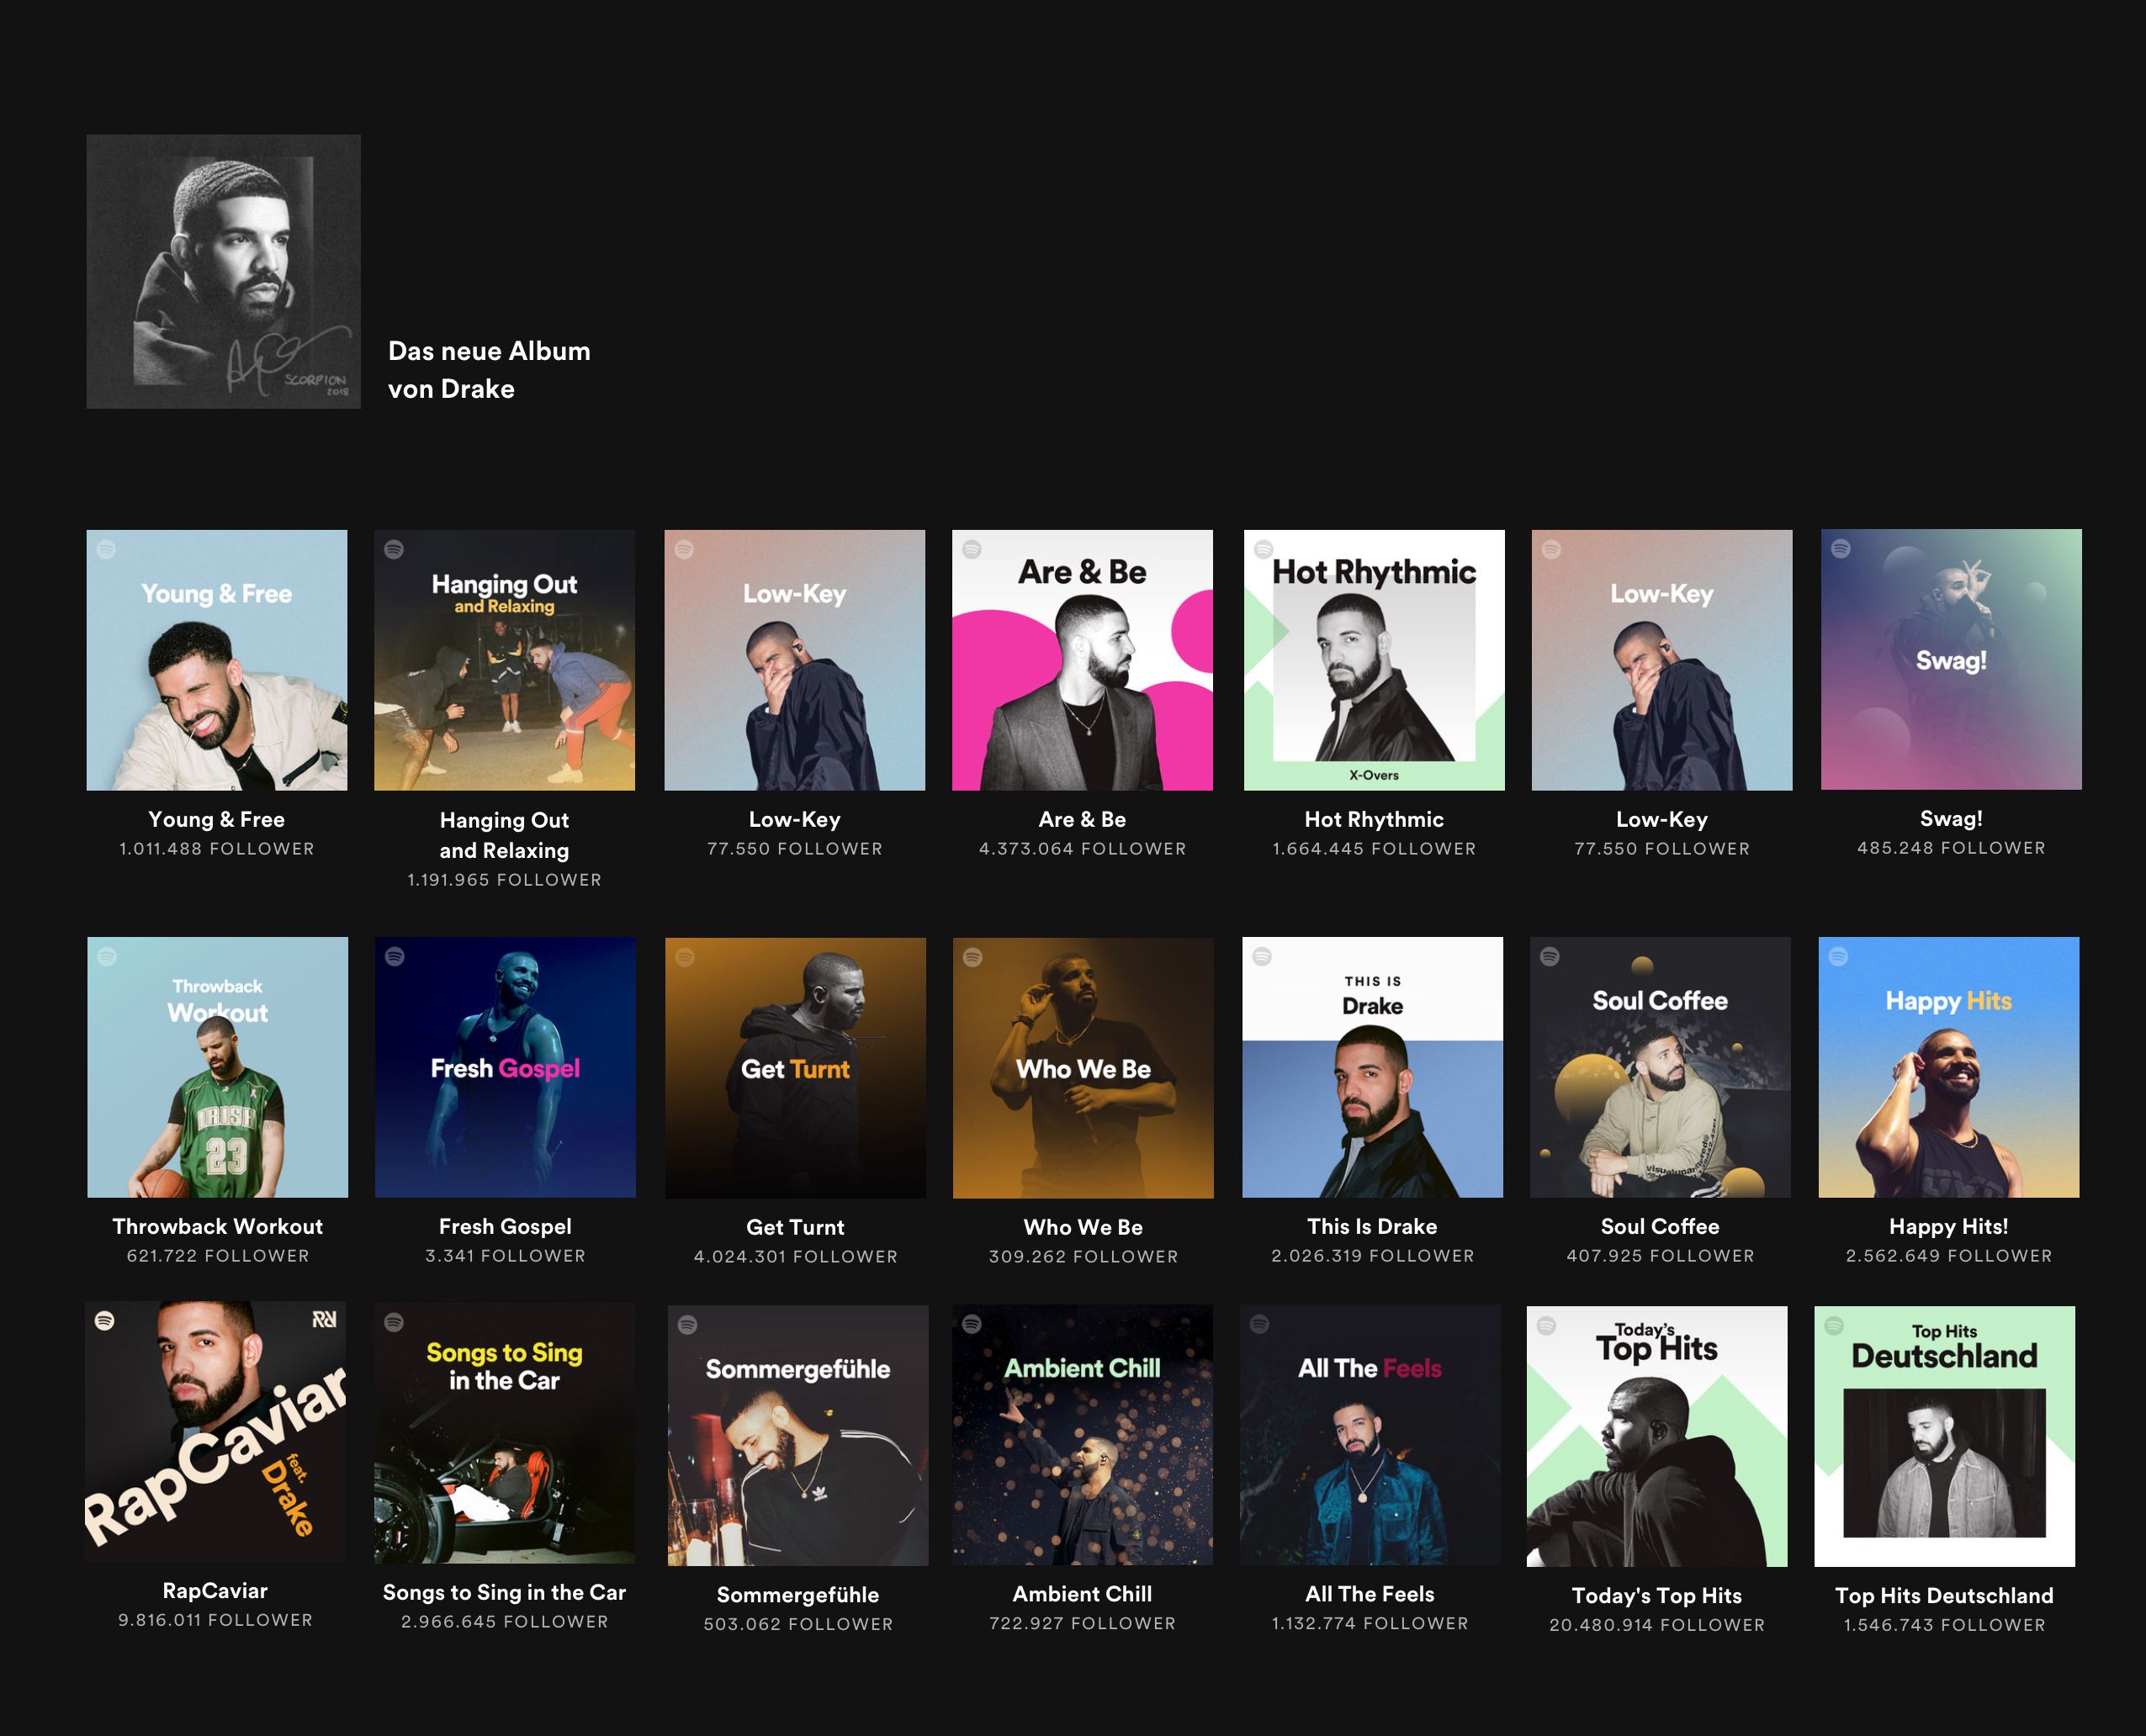 SCORPION
2018
Das neue Album
von Drake
Young & Free
Hanging Out
and Relaxing
Low-Key
Are & Be
Hot Rhythmic
X-Overs
Low-Key
Swag!
Young & Free
1.011.488 FOLLOWER
Hanging Out
and Relaxing
1.191.965 FOLLOWER
Low-Key
77.550 FOLLOWER
Are & Be
4.373.064 FOLLOWER
Hot Rhythmic
1.664.445 FOLLOWER
Low-Key
77.550 FOLLOWER
Swag!
485.248 FOLLOWER
Throwback
Workout
IRISH
23
Fresh Gospel
Get Turnt
Who We Be
THIS IS
Drake
Soul Coffee
Happy Hits
Throwback Workout
621.722 FOLLOWER
Fresh Gospel
3.341 FOLLOWER
Get Turnt
4.024.301 FOLLOWER
Who We Be
309.262 FOLLOWER
This Is Drake
2.026.319 FOLLOWER
Soul Coffee
407.925 FOLLOWER
Happy Hits!
2.562.649 FOLLOWER
RapCaviar
feat.
Drake
Songs to Sing
in the Car
Sommergefühle
Ambient Chill
All The Feels
Today's
Top Hits
Top Hits
Deutschland
RapCaviar
9.816.011 FOLLOWER
Songs to Sing in the Car
2.966.645 FOLLOWER
Sommergefühle
503.062 FOLLOWER
Ambient Chill
722.927 FOLLOWER
All The Feels
1.132.774 FOLLOWER
Today's Top Hits
20.480.914 FOLLOWER
Top Hits Deutschland
1.546.743 FOLLOWER